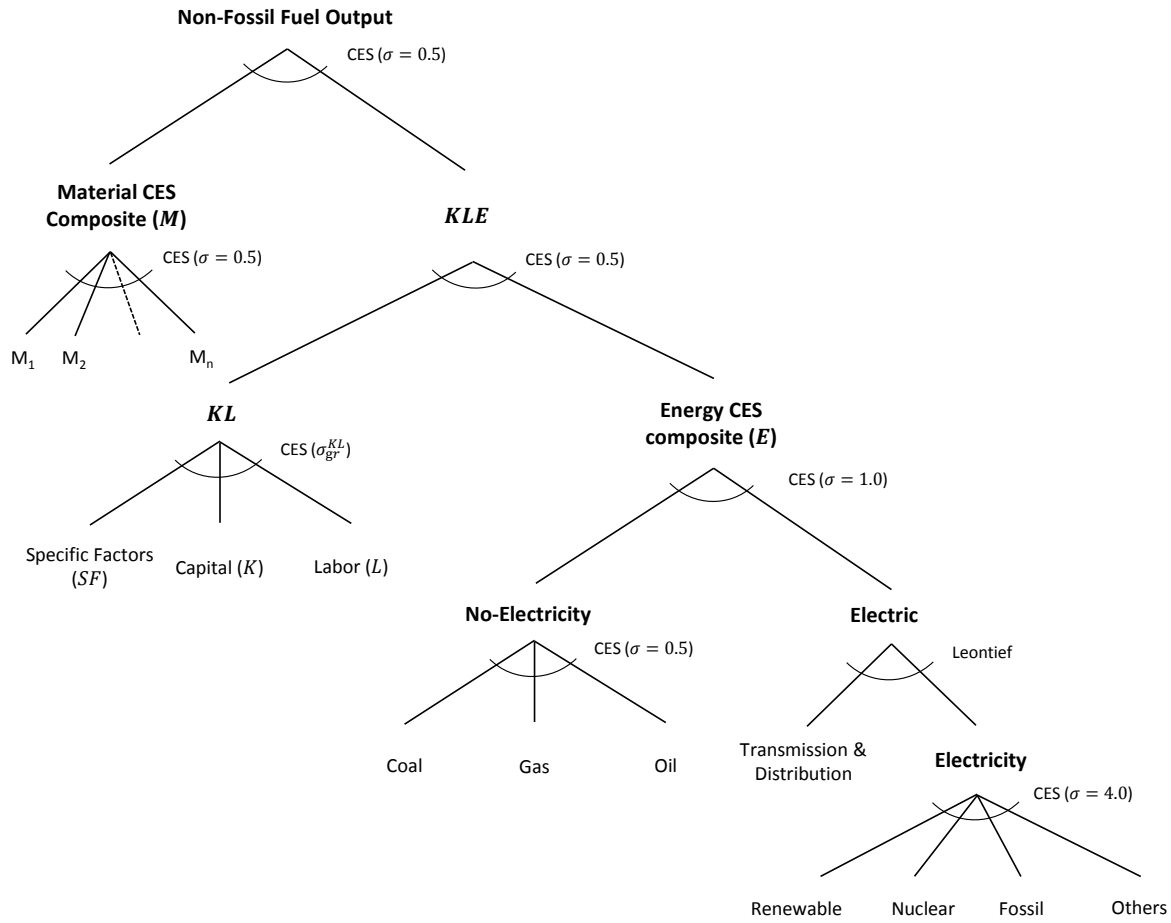 Non-Fossil Fuel Output
CES (σ = 0.5)
Material CES
Composite (M)
KLE
CES (σ = 0.5)
CES (σ = 0.5)
M₁
M₂
Mₙ
KL
Energy CES
composite (E)
CES (σ_gr^KL)
CES (σ = 1.0)
Specific Factors
(SF)
Capital (K)
Labor (L)
No-Electricity
Electric
CES (σ = 0.5)
Leontief
Coal
Gas
Oil
Transmission &
Distribution
Electricity
CES (σ = 4.0)
Renewable
Nuclear
Fossil
Others